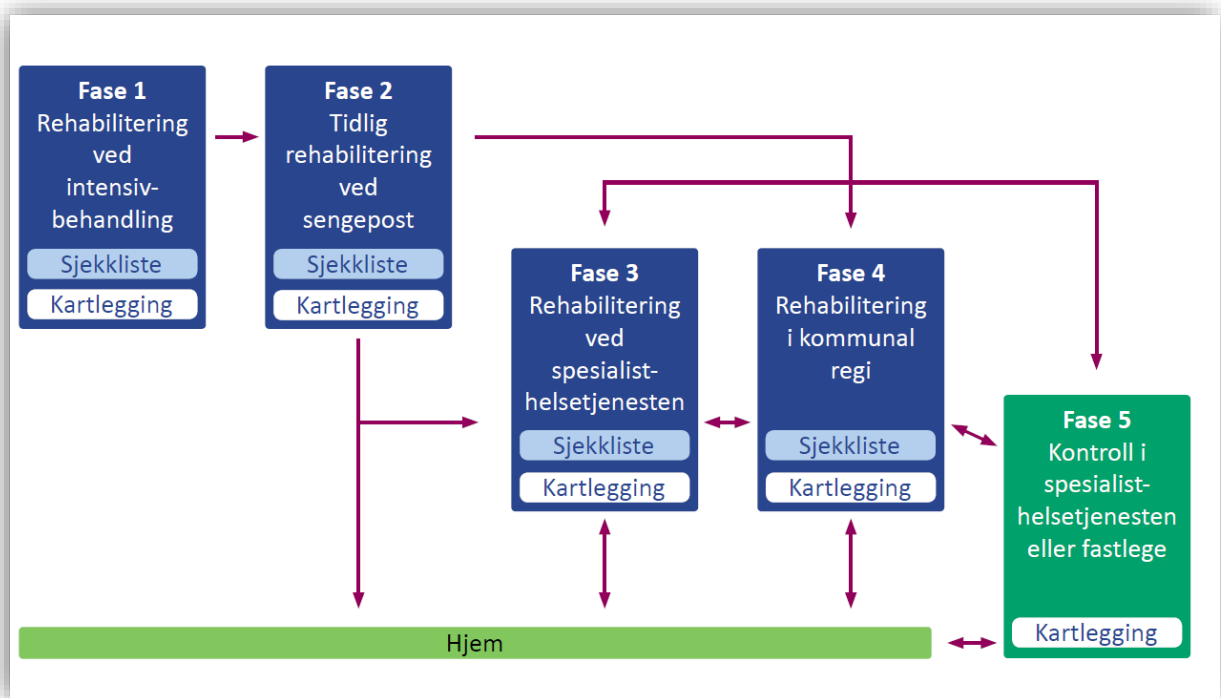 Fase 1
Rehabilitering
ved
intensiv-
behandling
Sjekkliste
Kartlegging
Fase 2
Tidlig
rehabilitering
ved
sengepost
Sjekkliste
Kartlegging
Fase 3
Rehabilitering
ved
spesialist-
helsetjenesten
Sjekkliste
Kartlegging
Fase 4
Rehabilitering
i kommunal
regi
Sjekkliste
Kartlegging
Fase 5
Kontroll i
spesialist-
helsetjenesten
eller fastlege
Kartlegging
Hjem